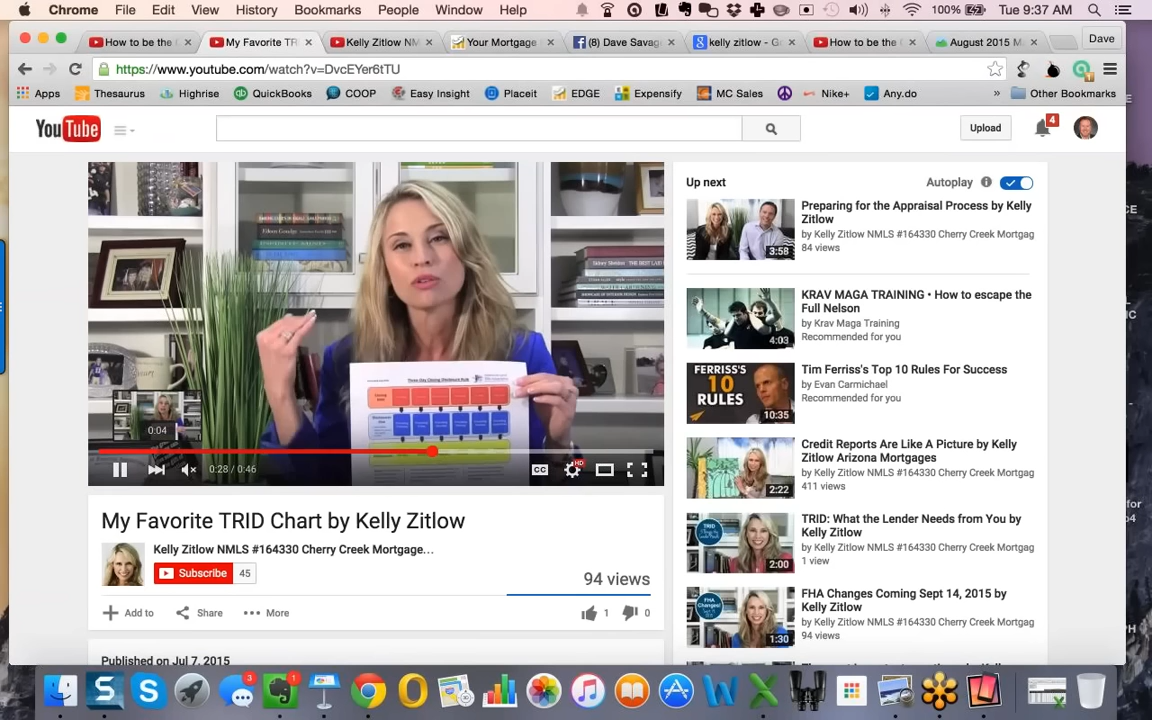 Chrome File Edit View History Bookmarks People Window Help 100% Tue 9:37 AM
How to be the My Favorite TR Kelly Zitlow NM Your Mortgage (8) Dave Savag kelly zitlow - G How to be the August 2015 M Dave
https://www.youtube.com/watch?v=DvcEYer6tTU
Apps Thesaurus Highrise QuickBooks COOP Easy Insight Placeit EDGE Expensify MC Sales Nike+ Any.do » Other Bookmarks
YouTube Upload 4
Up next Autoplay
Preparing for the Appraisal Process by Kelly
Zitlow
by Kelly Zitlow NMLS #164330 Cherry Creek Mortgag
84 views
3:58
KRAV MAGA TRAINING • How to escape the
Full Nelson
by Krav Maga Training
Recommended for you
4:03
FERRISS'S
10
RULES
10:35
Tim Ferriss's Top 10 Rules For Success
by Evan Carmichael
Recommended for you
Credit Reports Are Like A Picture by Kelly
Zitlow Arizona Mortgages
by Kelly Zitlow NMLS #164330 Cherry Creek Mortgag
411 views
2:22
TRID: What the Lender Needs from You by
Kelly Zitlow
by Kelly Zitlow NMLS #164330 Cherry Creek Mortgag
1 view
2:00
FHA Changes Coming Sept 14, 2015 by
Kelly Zitlow
by Kelly Zitlow NMLS #164330 Cherry Creek Mortgag
94 views
1:30
0:04
0:28 / 0:46 CC HD
My Favorite TRID Chart by Kelly Zitlow
Kelly Zitlow NMLS #164330 Cherry Creek Mortgage...
Subscribe 45
94 views
Add to Share More 1 0
Published on Jul 7, 2015
3 1